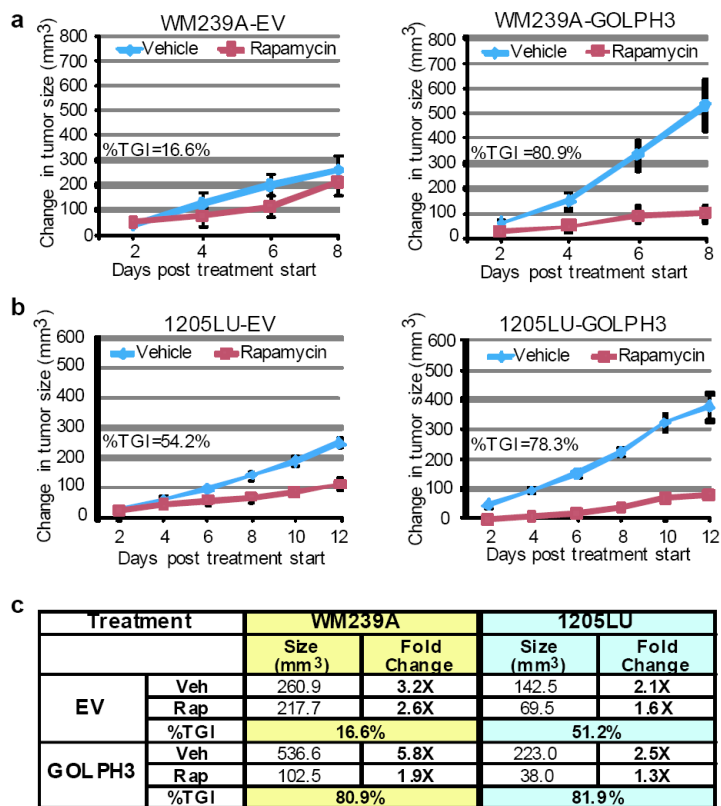 a
WM239A-EV
Change in tumor size (mm3)
800
700
600
500
400
300
200
100
0
Vehicle Rapamycin
%TGI=16.6%
2 4 6 8
Days post treatment start
WM239A-GOLPH3
Change in tumor size (mm3)
800
700
600
500
400
300
200
100
0
Vehicle Rapamycin
%TGI=80.9%
2 4 6 8
Days post treatment start
b
1205LU-EV
Change in tumor size (mm3)
600
500
400
300
200
100
0
Vehicle Rapamycin
%TGI=54.2%
2 4 6 8 10 12
Days post treatment start
1205LU-GOLPH3
Change in tumor size (mm3)
600
500
400
300
200
100
0
Vehicle Rapamycin
%TGI=78.3%
2 4 6 8 10 12
Days post treatment start
c
Treatment WM239A 1205LU
Size (mm3) Fold Change Size (mm3) Fold Change
EV
Veh 260.9 3.2X 142.5 2.1X
Rap 217.7 2.6X 69.5 1.6X
%TGI 16.6% 51.2%
GOLPH3
Veh 536.6 5.8X 223.0 2.5X
Rap 102.5 1.9X 38.0 1.3X
%TGI 80.9% 81.9%